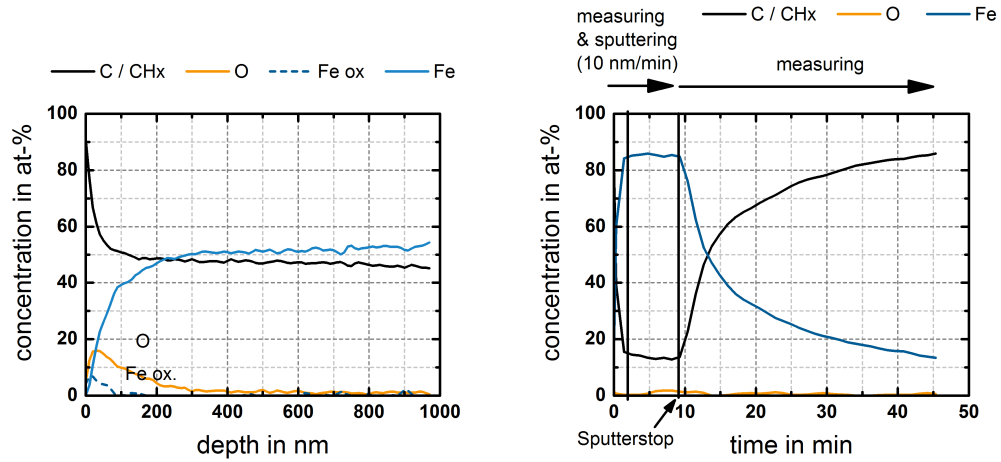 C / CHx O Fe ox Fe
100
80
60
40
20
0
concentration in at-%
O
Fe ox.
0 200 400 600 800 1000
depth in nm
C / CHx O Fe
measuring
& sputtering
(10 nm/min)
measuring
100
80
60
40
20
0
concentration in at-%
0 10 20 30 40 50
Sputterstop
time in min